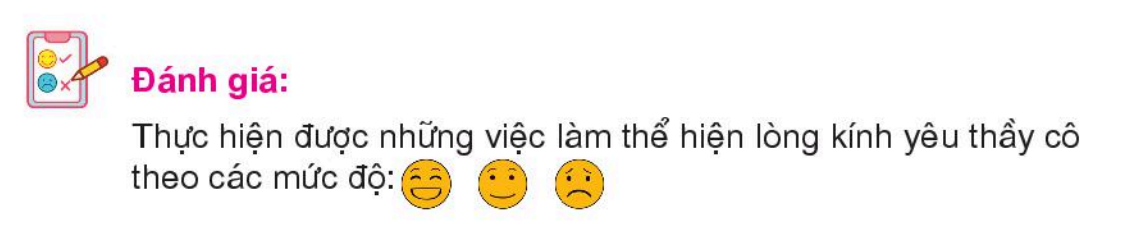 Đánh giá:
Thực hiện được những việc làm thể hiện lòng kính yêu thầy cô
theo các mức độ: